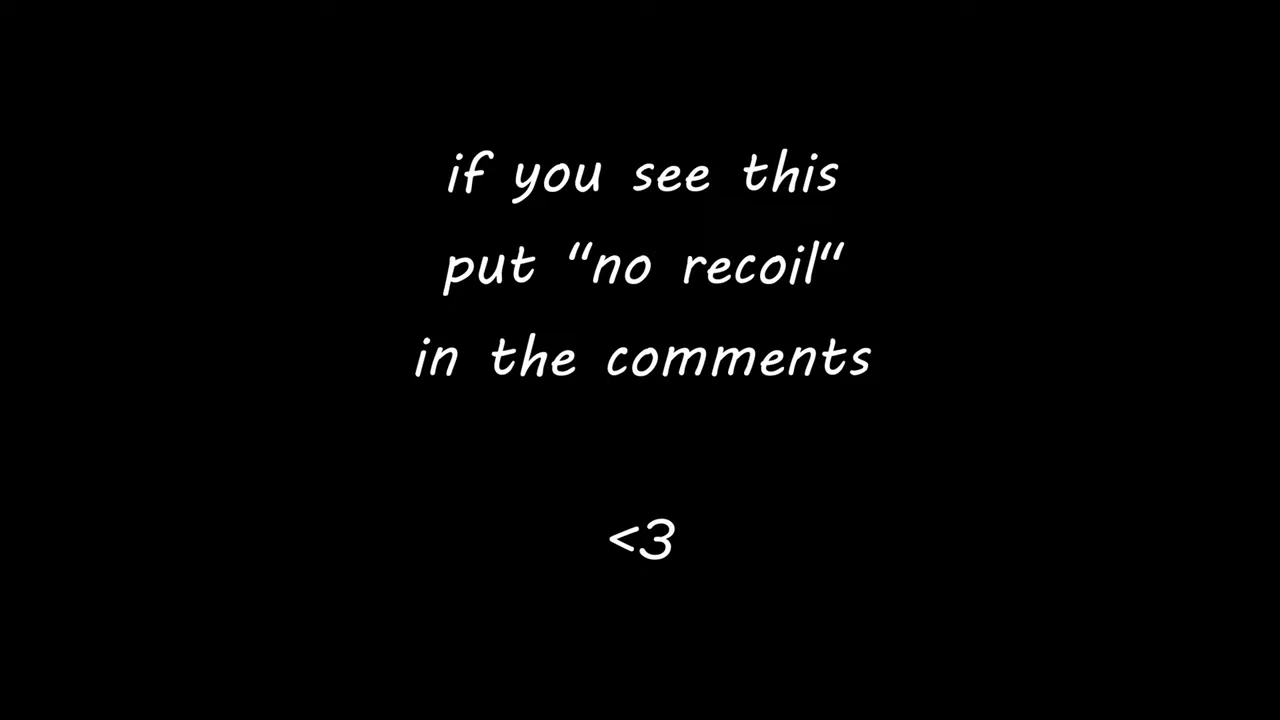 if you see this
put "no recoil"
in the comments
<3